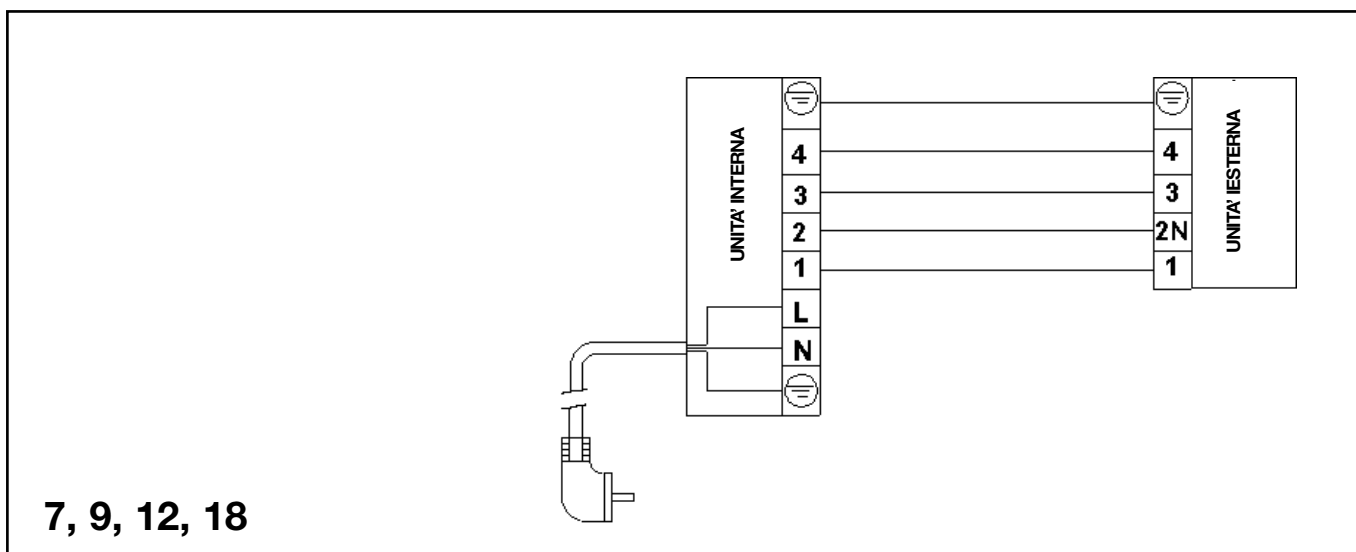 UNITA' INTERNA
4
3
2
1
L
N
4
3
2N
1
UNITA' IESTERNA
7, 9, 12, 18